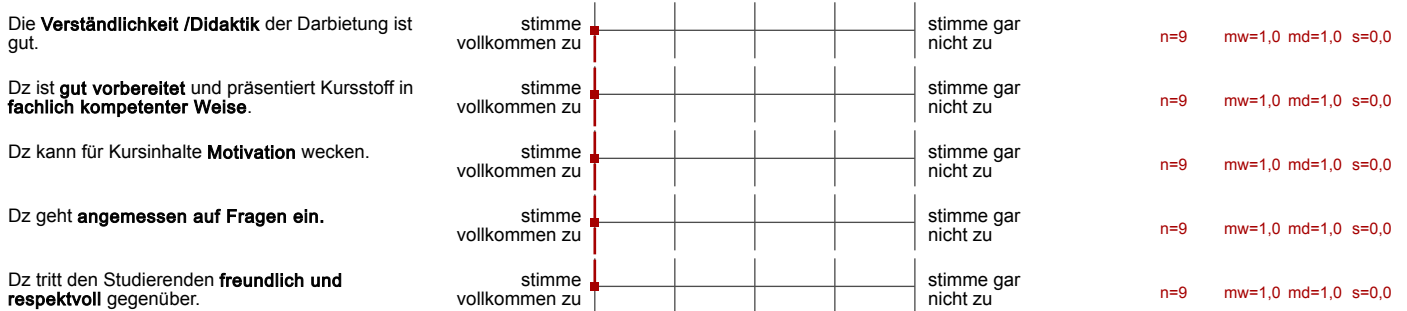 Die Verständlichkeit /Didaktik der Darbietung ist
gut.
stimme
vollkommen zu
stimme gar
nicht zu
n=9 mw=1,0 md=1,0 s=0,0
Dz ist gut vorbereitet und präsentiert Kursstoff in
fachlich kompetenter Weise.
stimme
vollkommen zu
stimme gar
nicht zu
n=9 mw=1,0 md=1,0 s=0,0
Dz kann für Kursinhalte Motivation wecken.
stimme
vollkommen zu
stimme gar
nicht zu
n=9 mw=1,0 md=1,0 s=0,0
Dz geht angemessen auf Fragen ein.
stimme
vollkommen zu
stimme gar
nicht zu
n=9 mw=1,0 md=1,0 s=0,0
Dz tritt den Studierenden freundlich und
respektvoll gegenüber.
stimme
vollkommen zu
stimme gar
nicht zu
n=9 mw=1,0 md=1,0 s=0,0